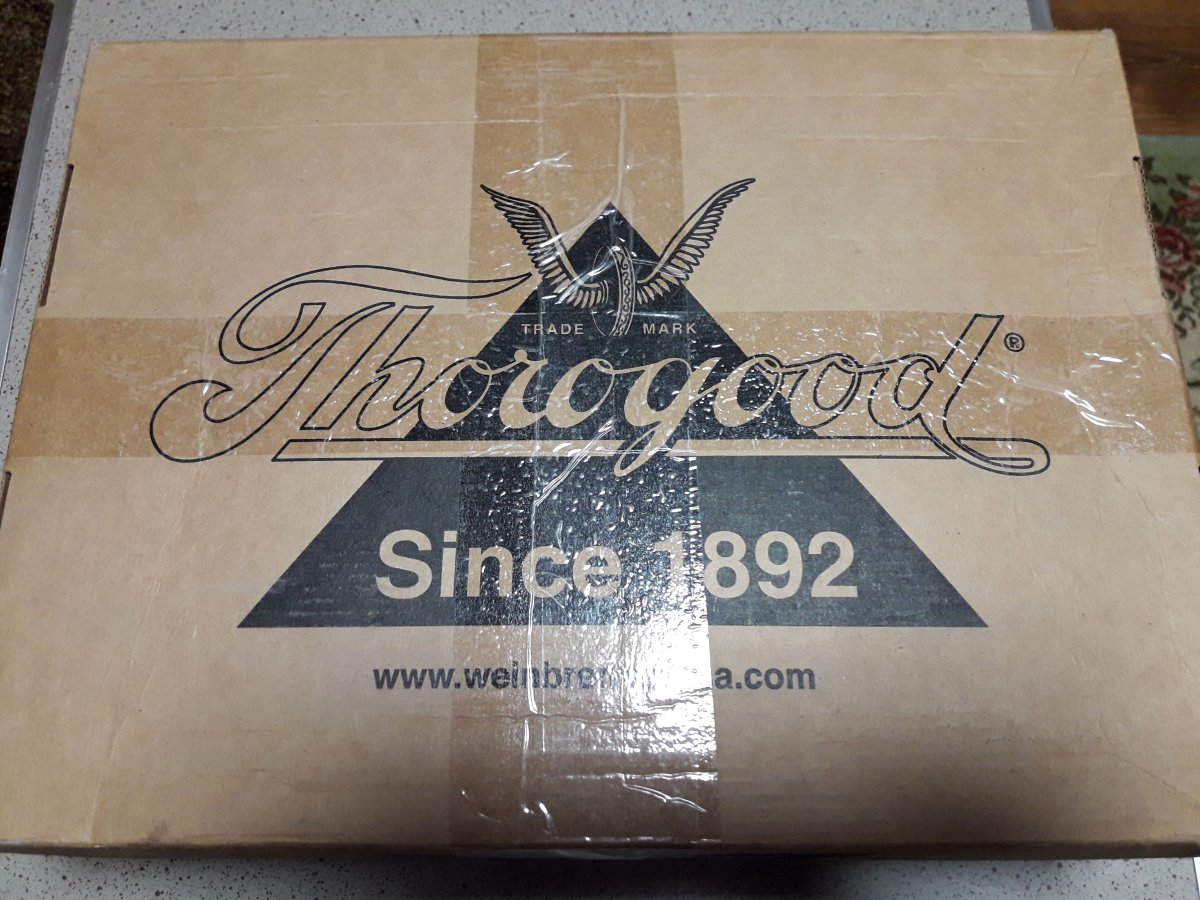 TRADE MARK
Thorogood®
Since 1892